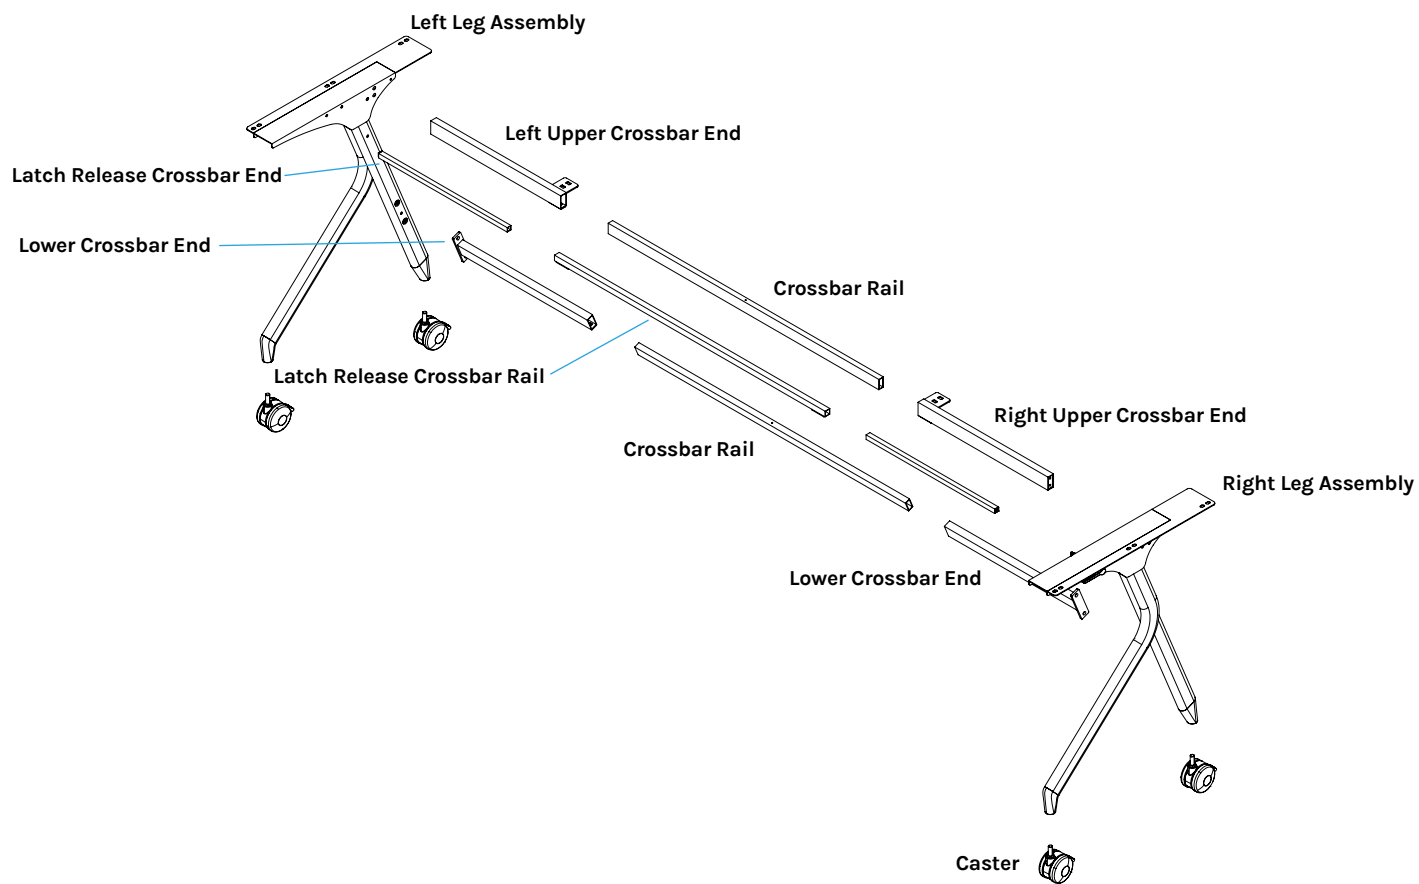 Left Leg Assembly
Left Upper Crossbar End
Latch Release Crossbar End
Lower Crossbar End
Crossbar Rail
Latch Release Crossbar Rail
Right Upper Crossbar End
Crossbar Rail
Right Leg Assembly
Lower Crossbar End
Caster